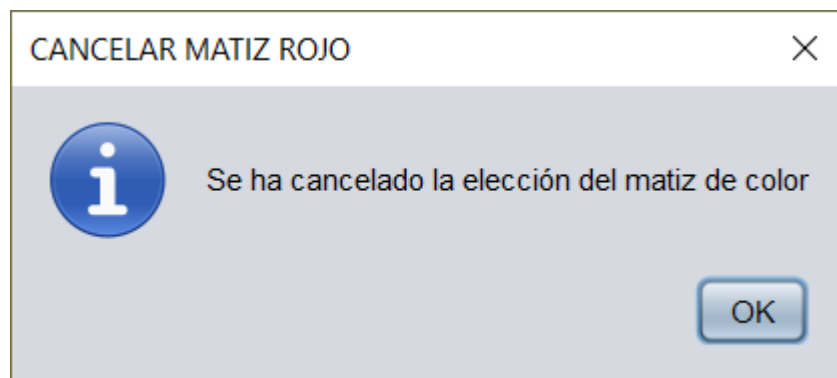 CANCELAR MATIZ ROJO
Se ha cancelado la elección del matiz de color
OK